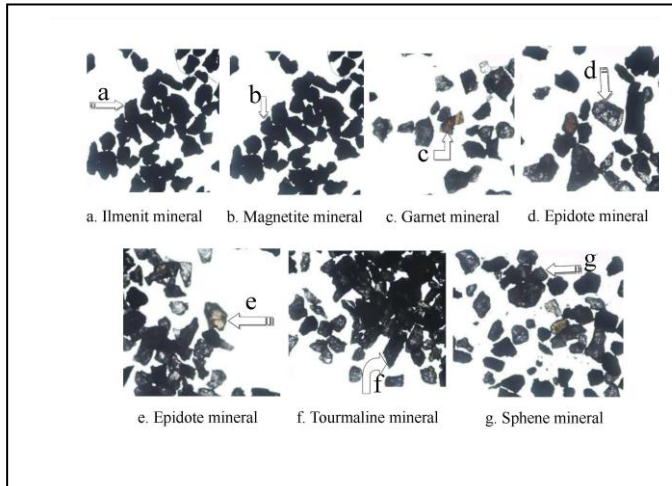 a
b
c
d
a. Ilmenit mineral
b. Magnetite mineral
c. Garnet mineral
d. Epidote mineral
e
f
g
e. Epidote mineral
f. Tourmaline mineral
g. Sphene mineral